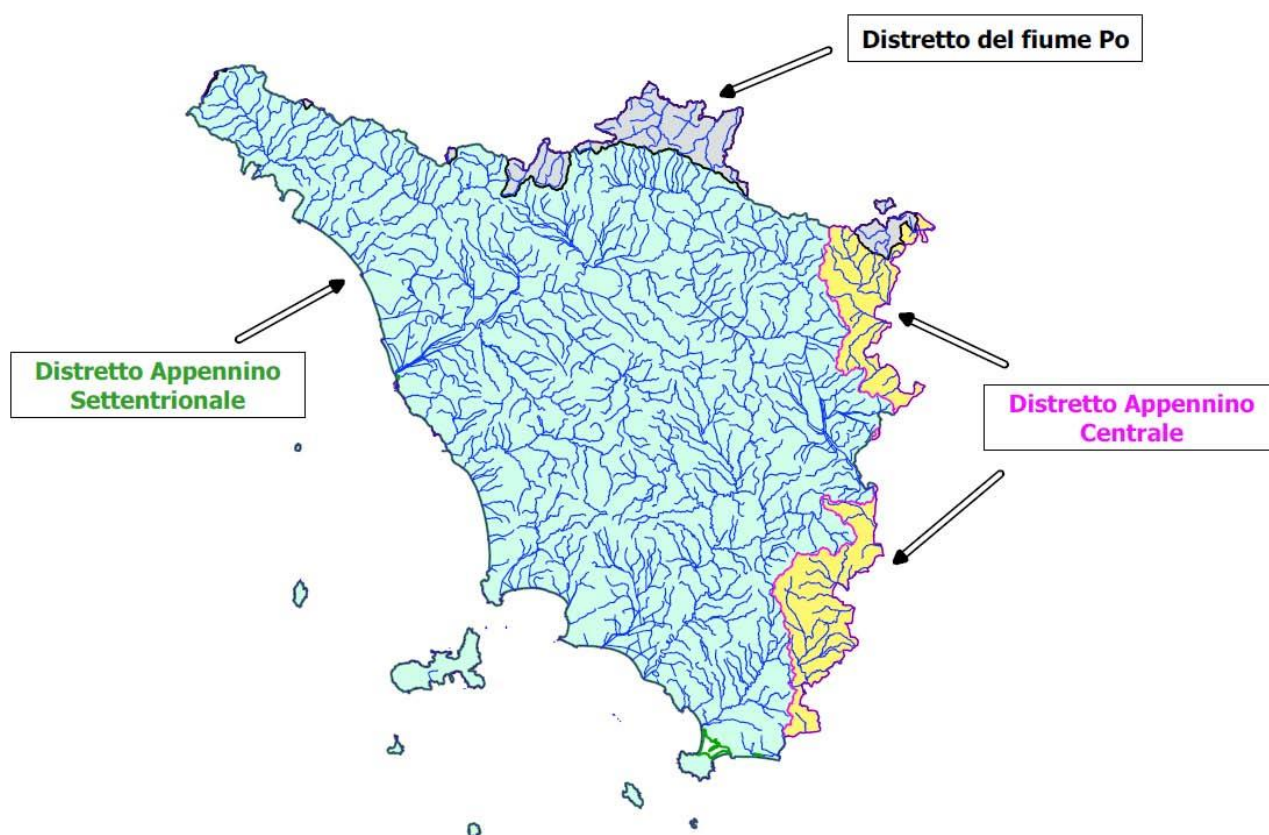 Distretto del fiume Po
Distretto Appennino
Settentrionale
Distretto Appennino
Centrale